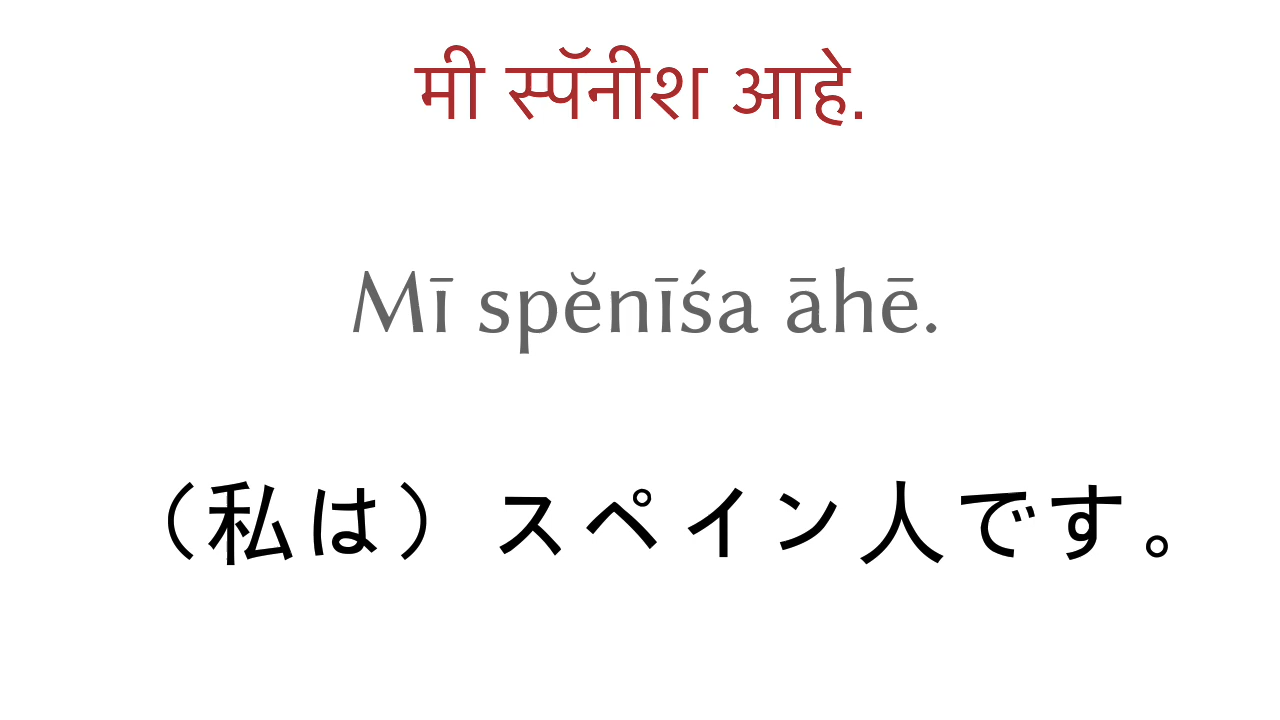 मी स्पॅनीश आहे.
Mī spĕnīśa āhē.
（私は）スペイン人です。